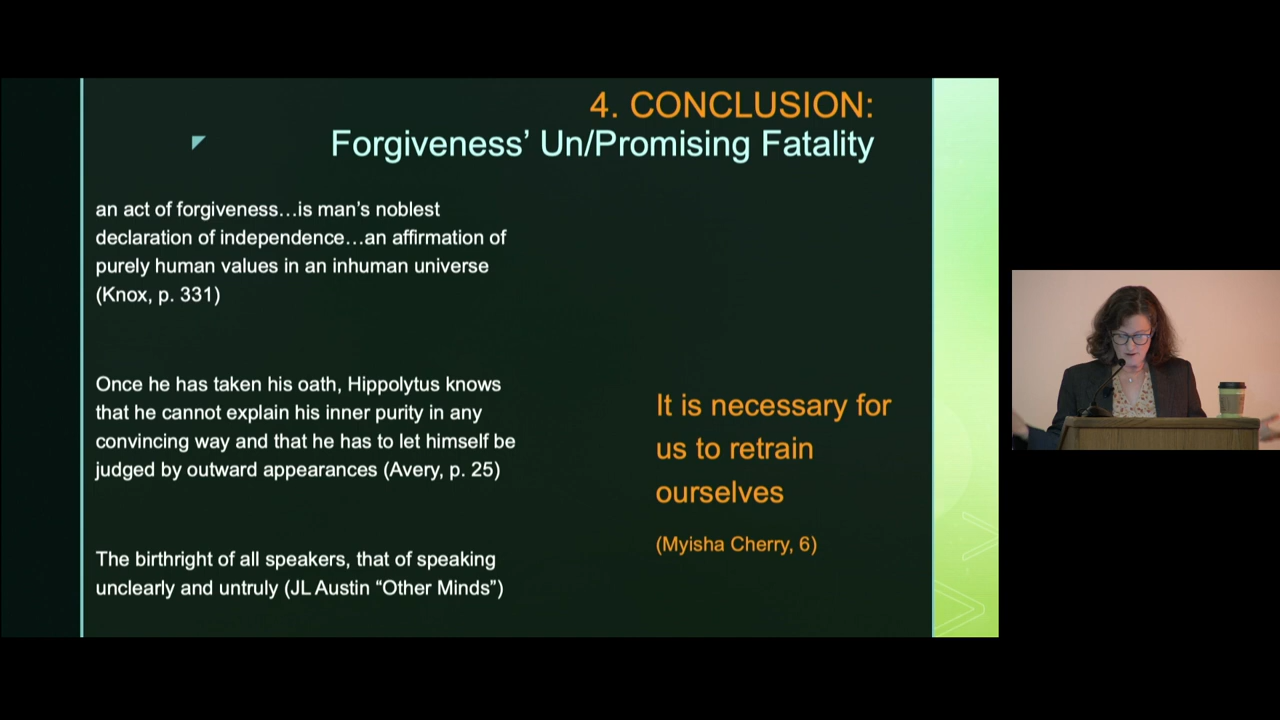 4. CONCLUSION:
Forgiveness’ Un/Promising Fatality
an act of forgiveness…is man’s noblest
declaration of independence…an affirmation of
purely human values in an inhuman universe
(Knox, p. 331)
Once he has taken his oath, Hippolytus knows
that he cannot explain his inner purity in any
convincing way and that he has to let himself be
judged by outward appearances (Avery, p. 25)
The birthright of all speakers, that of speaking
unclearly and untruly (JL Austin “Other Minds”)
It is necessary for
us to retrain
ourselves
(Myisha Cherry, 6)